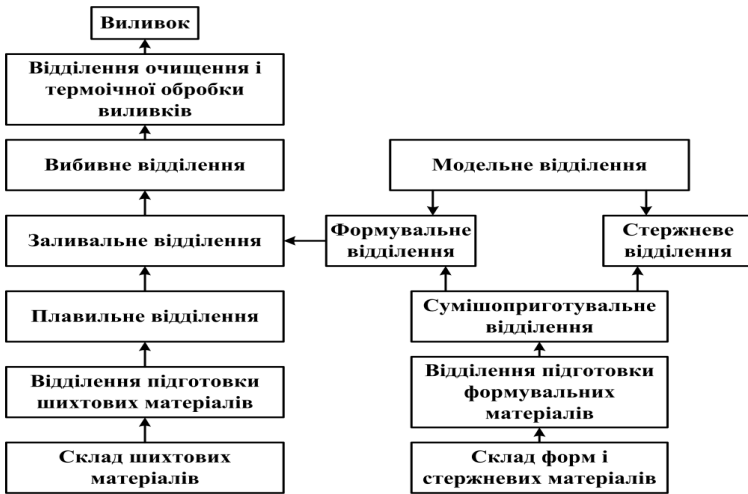 Виливок
Відділення очищення і
термоічної обробки
виливків
Вибивне відділення
Модельне відділення
Заливальне відділення
Формувальне
відділення
Стержневе
відділення
Плавильне відділення
Сумішоприготувальне
відділення
Відділення підготовки
шихтових матеріалів
Відділення підготовки
формувальних
матеріалів
Склад шихтових
матеріалів
Склад форм і
стержневих матеріалів